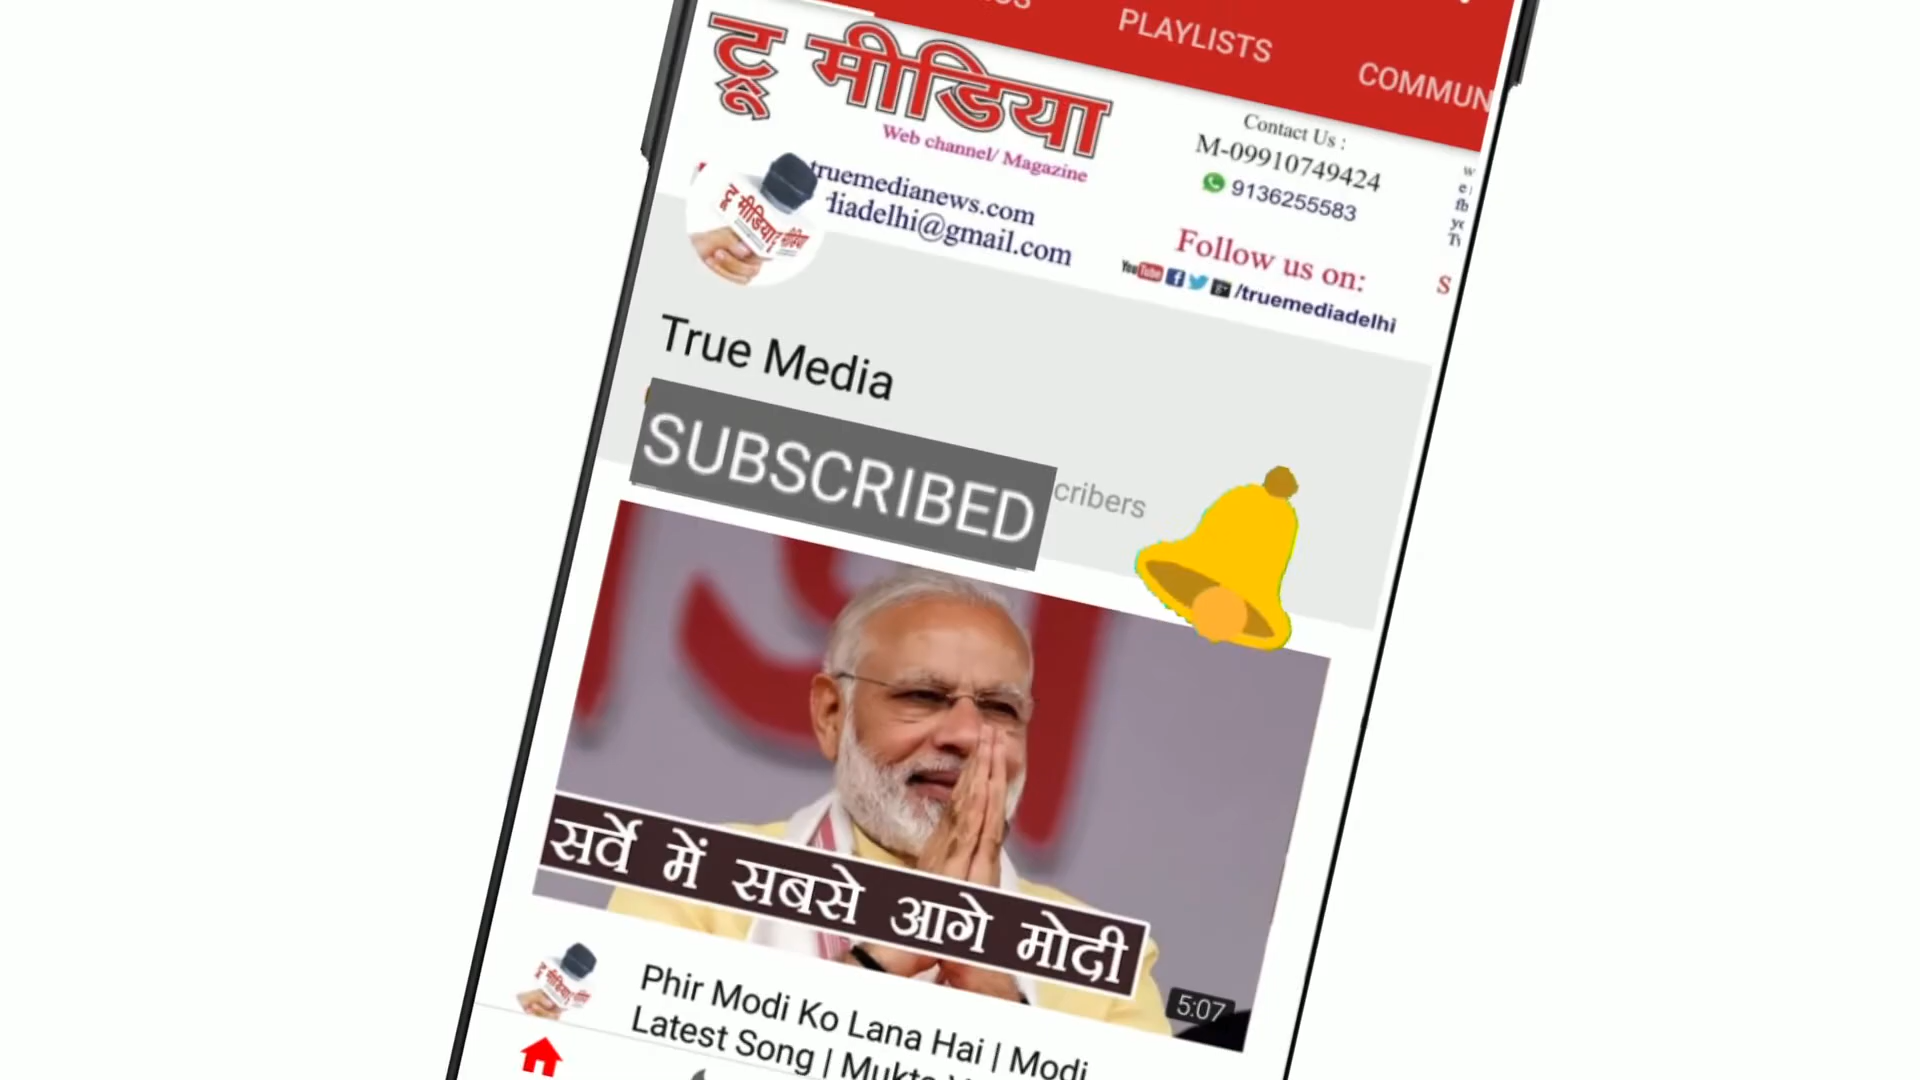 PLAYLISTS
COMMUN
ट्रू मीडिया
Web channel/ Magazine
truemedianews.com
diadelhi@gmail.com
Contact Us :
M-09910749424
9136255583
Follow us on:
YouTube /truemediadelhi
S
ट्रू मीडिया
True Media
SUBSCRIBED
cribers
सर्वे में सबसे आगे मोदी
5:07
Phir Modi Ko Lana Hai | Modi
Latest Song |